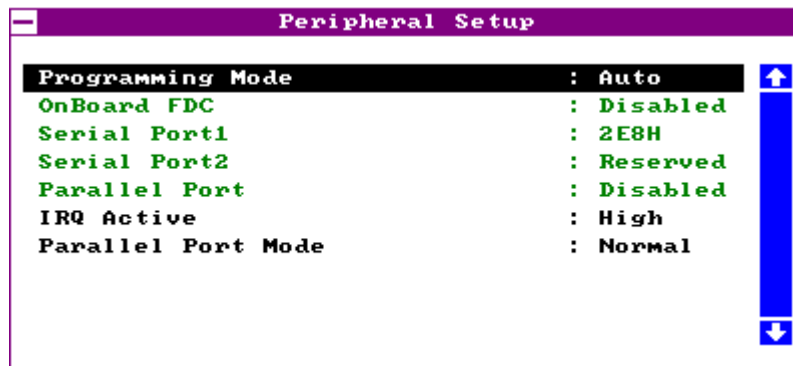 Peripheral Setup
Programming Mode : Auto
OnBoard FDC : Disabled
Serial Port1 : 2E8H
Serial Port2 : Reserved
Parallel Port : Disabled
IRQ Active : High
Parallel Port Mode : Normal